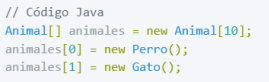 // Código Java
Animal[] animales = new Animal[10];
animales[0] = new Perro();
animales[1] = new Gato();